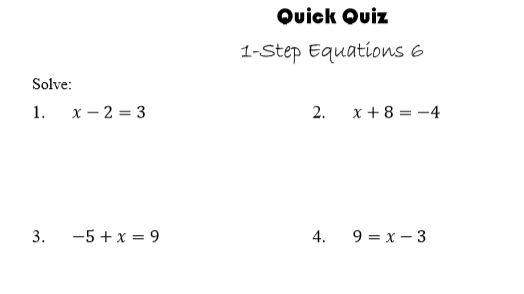 Quick Quiz
1-Step Equations 6
Solve:
1. x − 2 = 3 2. x + 8 = −4
3. −5 + x = 9 4. 9 = x − 3